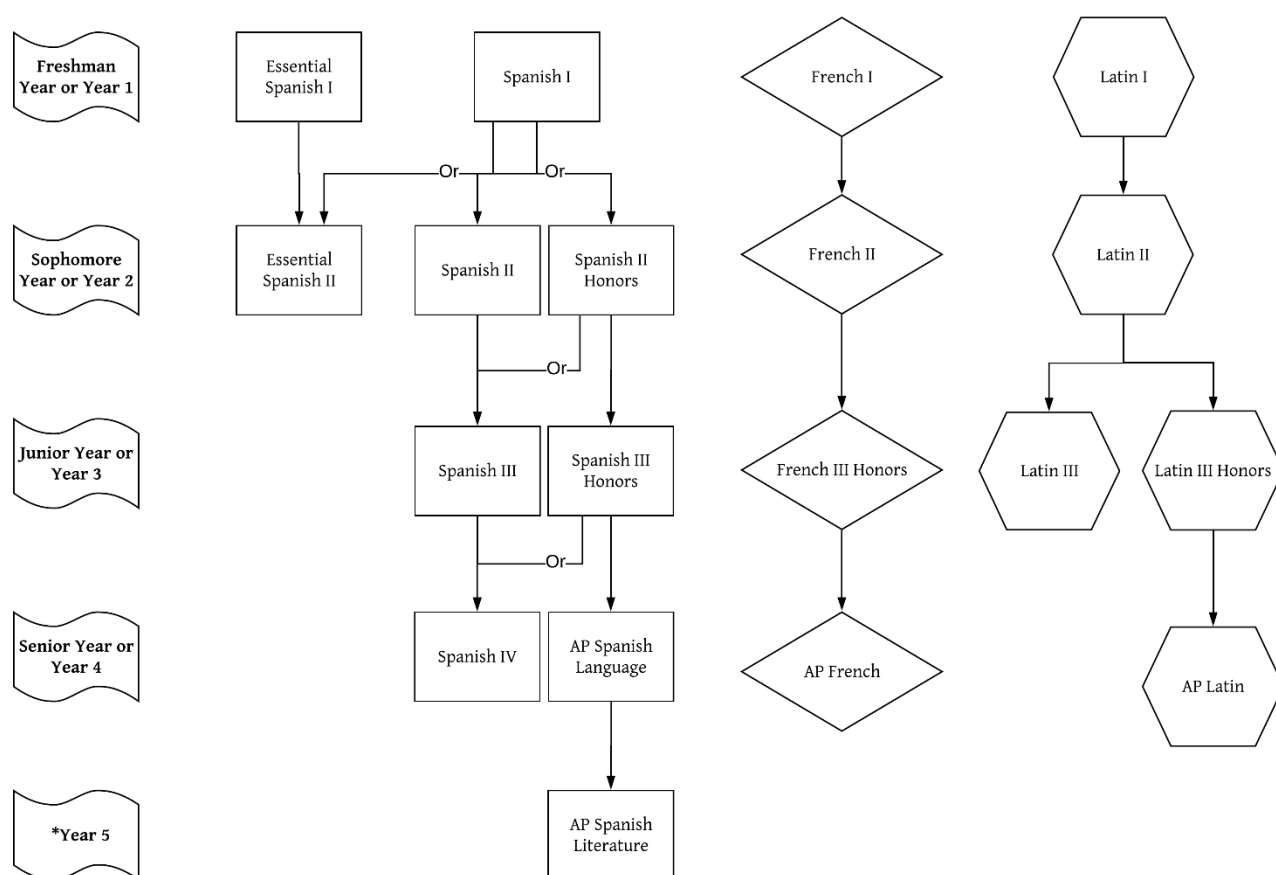 Freshman
Year or Year 1
Essential
Spanish I
Spanish I
French I
Latin I
Or
Or
Sophomore
Year or Year 2
Essential
Spanish II
Spanish II
Spanish II
Honors
French II
Latin II
Or
Junior Year or
Year 3
Spanish III
Spanish III
Honors
French III Honors
Latin III
Latin III Honors
Or
Senior Year or
Year 4
Spanish IV
AP Spanish
Language
AP French
AP Latin
*Year 5
AP Spanish
Literature